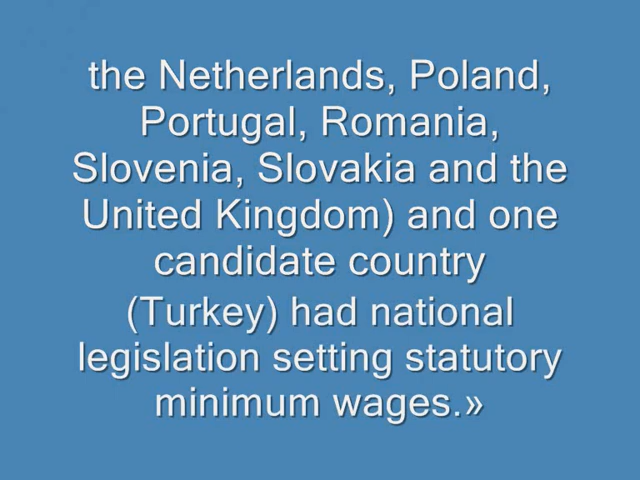 the Netherlands, Poland,
Portugal, Romania,
Slovenia, Slovakia and the
United Kingdom) and one
candidate country
(Turkey) had national
legislation setting statutory
minimum wages.»